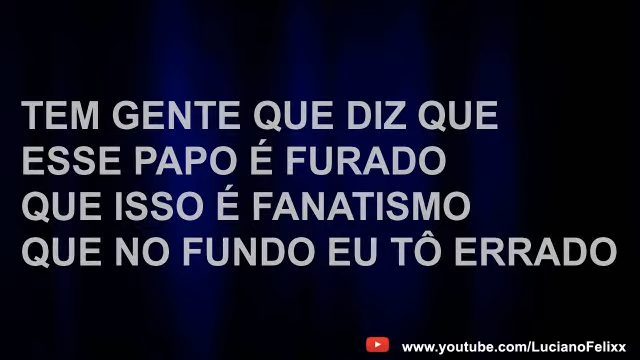 TEM GENTE QUE DIZ QUE
ESSE PAPO É FURADO
QUE ISSO É FANATISMO
QUE NO FUNDO EU TÔ ERRADO
www.youtube.com/LucianoFelixx